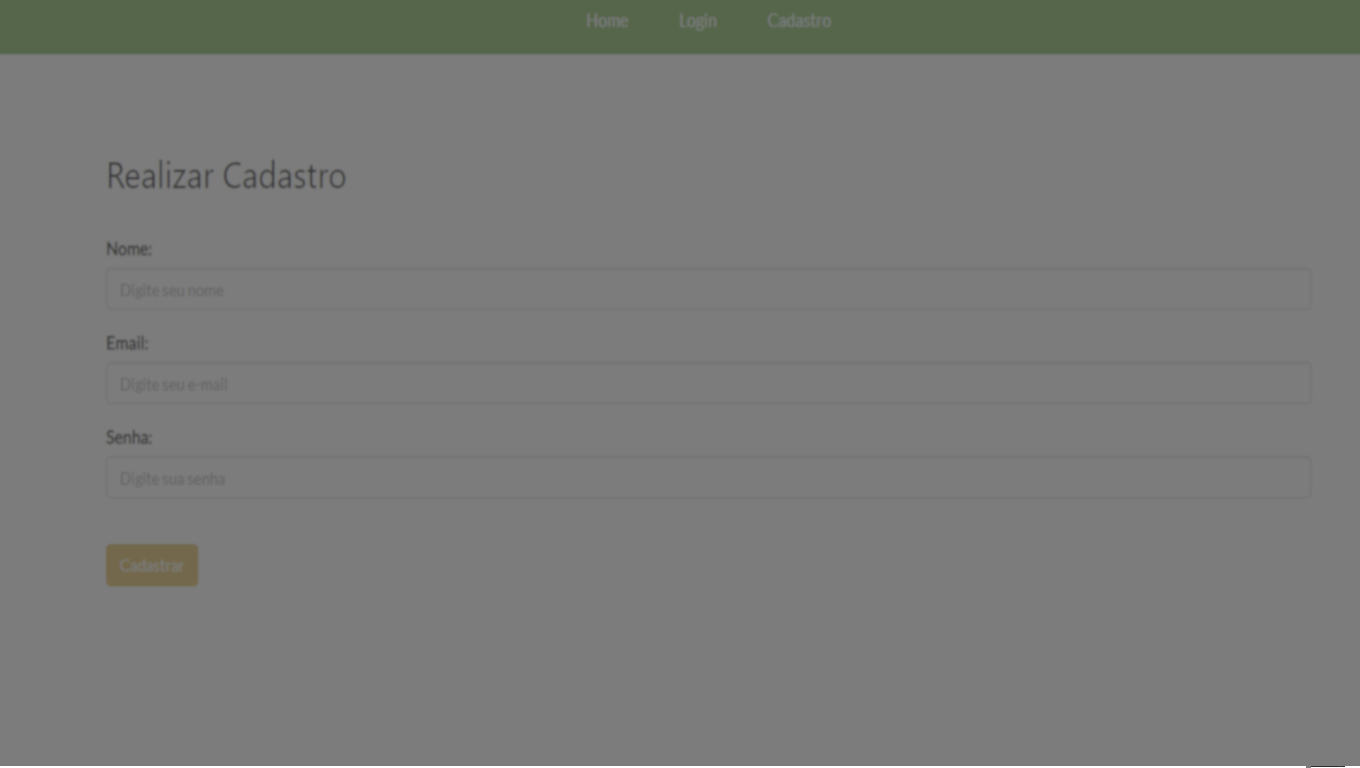 Home Login Cadastro
Realizar Cadastro
Nome:
Digite seu nome
Email:
Digite seu e-mail
Senha:
Digite sua senha
Cadastrar